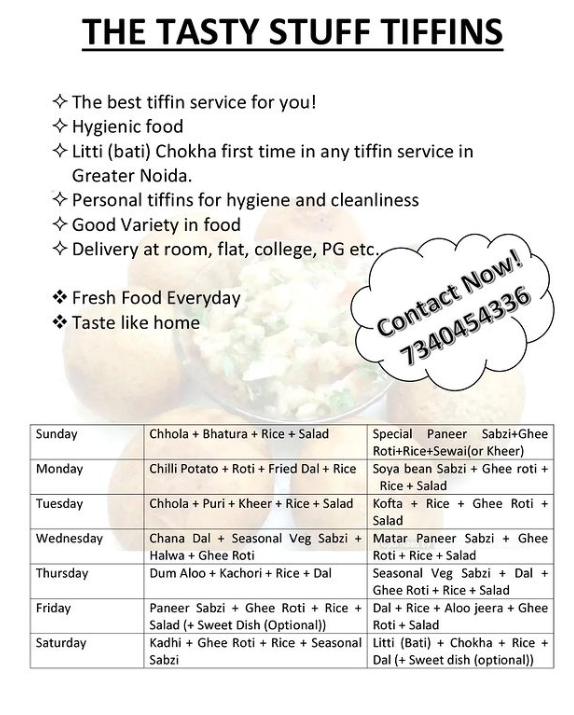 THE TASTY STUFF TIFFINS
✧ The best tiffin service for you!
✧ Hygienic food
✧ Litti (bati) Chokha first time in any tiffin service in
Greater Noida.
✧ Personal tiffins for hygiene and cleanliness
✧ Good Variety in food
✧ Delivery at room, flat, college, PG etc.
❖ Fresh Food Everyday
❖ Taste like home
Contact Now!
7340454336
Sunday
Chhola + Bhatura + Rice + Salad
Special Paneer Sabzi+Ghee
Roti+Rice+Sewai(or Kheer)
Monday
Chilli Potato + Roti + Fried Dal + Rice
Soya bean Sabzi + Ghee roti +
Rice + Salad
Tuesday
Chhola + Puri + Kheer + Rice + Salad
Kofta + Rice + Ghee Roti +
Salad
Wednesday
Chana Dal + Seasonal Veg Sabzi +
Halwa + Ghee Roti
Matar Paneer Sabzi + Ghee
Roti + Rice + Salad
Thursday
Dum Aloo + Kachori + Rice + Dal
Seasonal Veg Sabzi + Dal +
Ghee Roti + Rice + Salad
Friday
Paneer Sabzi + Ghee Roti + Rice +
Salad (+ Sweet Dish (Optional))
Dal + Rice + Aloo jeera + Ghee
Roti + Salad
Saturday
Kadhi + Ghee Roti + Rice + Seasonal
Sabzi
Litti (Bati) + Chokha + Rice +
Dal (+ Sweet dish (optional))